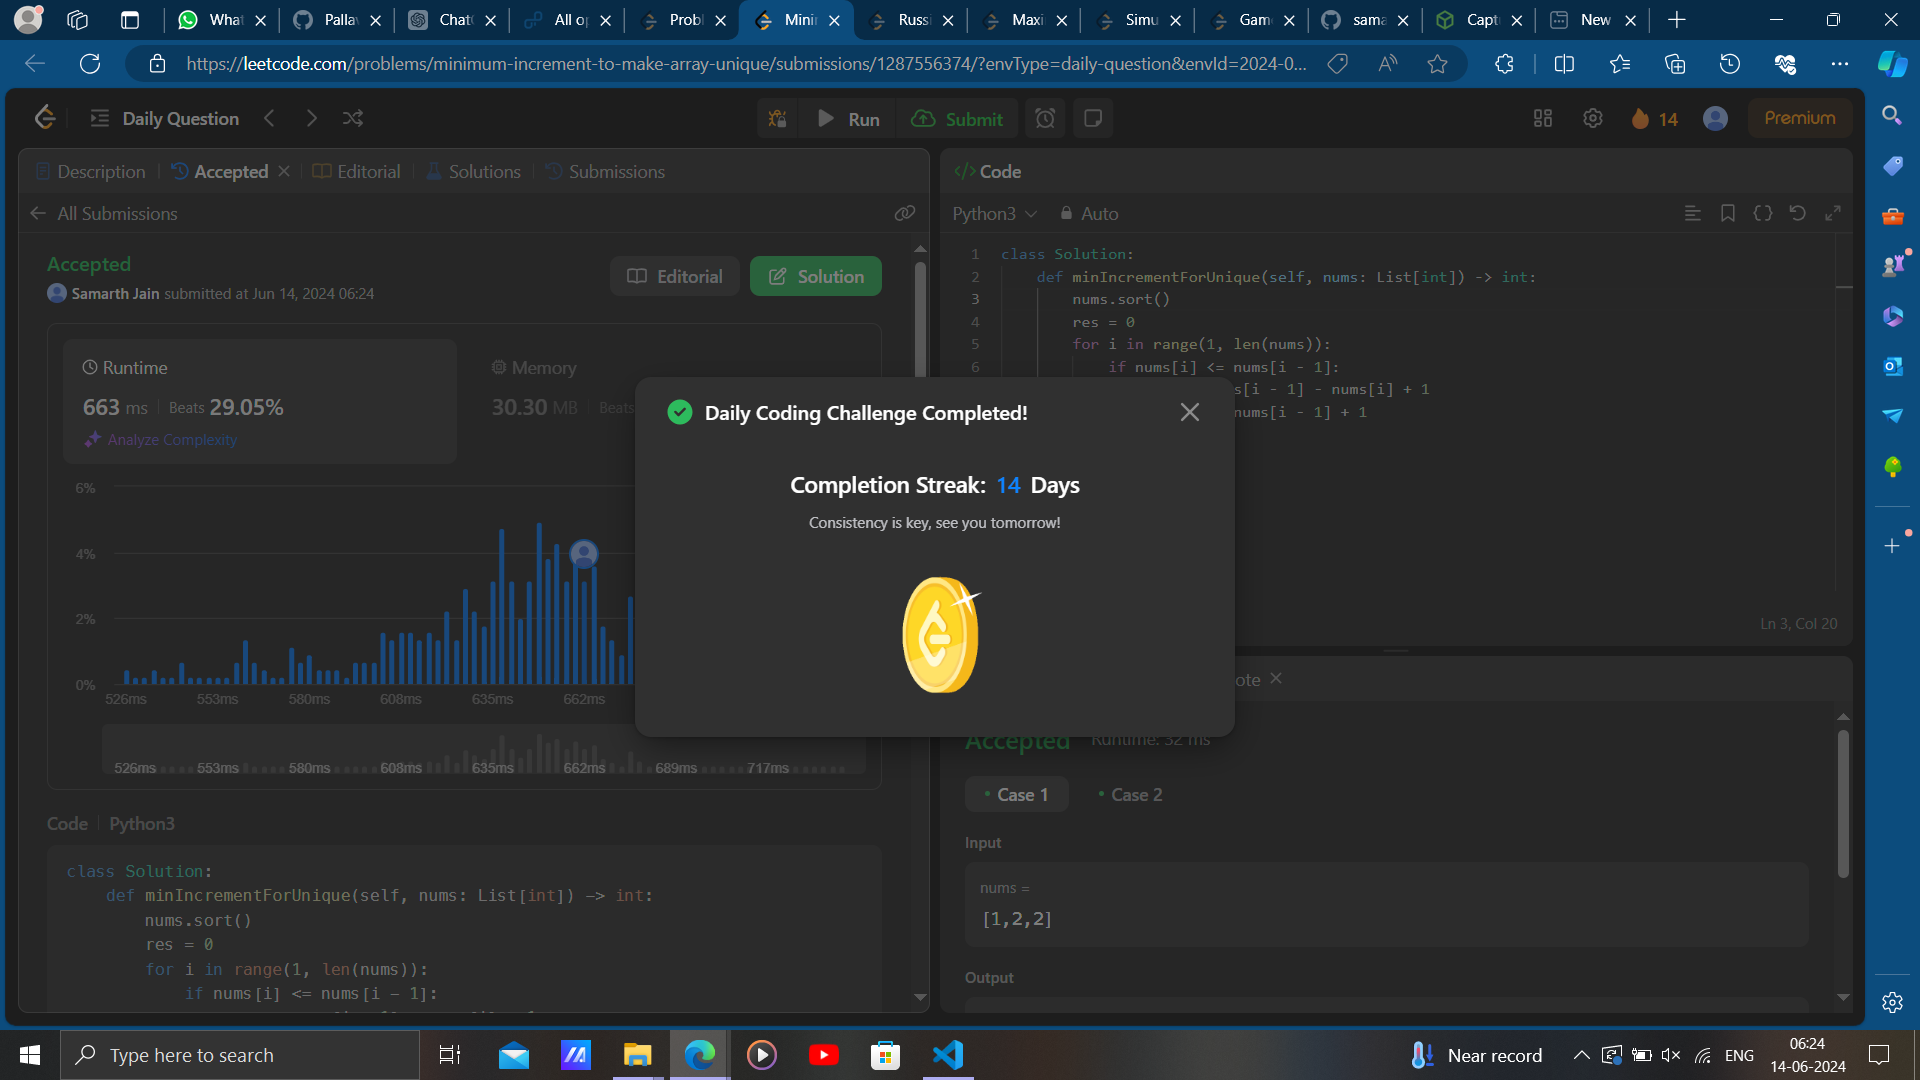 What
Palla
Chat
All op
Probl
Minin
Russi
Maxi
Simu
Gam
sama
Capt
New
https://leetcode.com/problems/minimum-increment-to-make-array-unique/submissions/1287556374/?envType=daily-question&envId=2024-0...
Daily Question
Run
Submit
14
Premium
Description
Accepted
Editorial
Solutions
Submissions
All Submissions
Accepted
Samarth Jain submitted at Jun 14, 2024 06:24
Editorial
Solution
Runtime
663 ms
Beats 29.05%
Analyze Complexity
Memory
30.30 MB
Beats
6%
4%
2%
0%
526ms 553ms 580ms 608ms 635ms 662ms
526ms 553ms 580ms 608ms 635ms 662ms 689ms 717ms
Code
Python3
class Solution:
def minIncrementForUnique(self, nums: List[int]) -> int:
nums.sort()
res = 0
for i in range(1, len(nums)):
if nums[i] <= nums[i - 1]:
Daily Coding Challenge Completed!
Completion Streak: 14 Days
Consistency is key, see you tomorrow!
</> Code
Python3
Auto
1 class Solution:
2 def minIncrementForUnique(self, nums: List[int]) -> int:
3 nums.sort()
4 res = 0
5 for i in range(1, len(nums)):
6 if nums[i] <= nums[i - 1]:
s[i - 1] - nums[i] + 1
nums[i - 1] + 1
Ln 3, Col 20
ote
Accepted
Runtime: 32 ms
Case 1
Case 2
Input
nums =
[1,2,2]
Output
Type here to search
Near record
ENG
06:24
14-06-2024